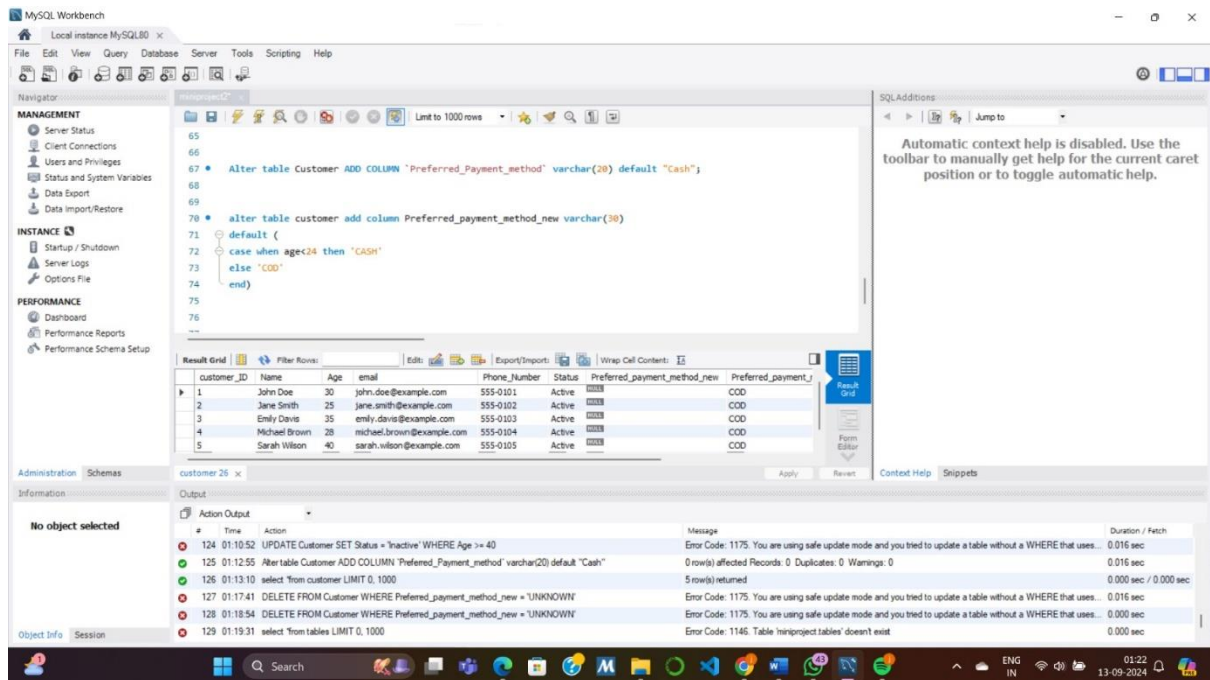 MySQL Workbench
Local instance MySQL80
File Edit View Query Database Server Tools Scripting Help
Navigator
MANAGEMENT
Server Status
Client Connections
Users and Privileges
Status and System Variables
Data Export
Data Import/Restore
INSTANCE
Startup / Shutdown
Server Logs
Options File
PERFORMANCE
Dashboard
Performance Reports
Performance Schema Setup
Administration Schemas
Information
No object selected
Object Info Session
miniproject2*
Limit to 1000 rows
65
66
67 Alter table Customer ADD COLUMN `Preferred_Payment_method` varchar(20) default "Cash";
68
69
70 alter table customer add column Preferred_payment_method_new varchar(30)
71 default (
72 case when age<24 then 'CASH'
73 else 'COD'
74 end)
75
76
Result Grid Filter Rows: Edit: Export/Import: Wrap Cell Content:
customer_ID Name Age email Phone_Number Status Preferred_payment_method_new Preferred_payment_r
1 John Doe 30 john.doe@example.com 555-0101 Active NULL COD
2 Jane Smith 25 jane.smith@example.com 555-0102 Active NULL COD
3 Emily Davis 35 emily.davis@example.com 555-0103 Active NULL COD
4 Michael Brown 28 michael.brown@example.com 555-0104 Active NULL COD
5 Sarah Wilson 40 sarah.wilson@example.com 555-0105 Active NULL COD
Result Grid
Form Editor
customer 26 Apply Revert
SQLAdditions
Jump to
Automatic context help is disabled. Use the
toolbar to manually get help for the current caret
position or to toggle automatic help.
Context Help Snippets
Output
Action Output
# Time Action Message Duration / Fetch
124 01:10:52 UPDATE Customer SET Status = 'Inactive' WHERE Age >= 40 Error Code: 1175. You are using safe update mode and you tried to update a table without a WHERE that uses... 0.016 sec
125 01:12:55 Alter table Customer ADD COLUMN `Preferred_Payment_method` varchar(20) default "Cash" 0 row(s) affected Records: 0 Duplicates: 0 Warnings: 0 0.016 sec
126 01:13:10 select *from customer LIMIT 0, 1000 5 row(s) returned 0.000 sec / 0.000 sec
127 01:17:41 DELETE FROM Customer WHERE Preferred_payment_method_new = 'UNKNOWN' Error Code: 1175. You are using safe update mode and you tried to update a table without a WHERE that uses... 0.016 sec
128 01:18:54 DELETE FROM Customer WHERE Preferred_payment_method_new = 'UNKNOWN' Error Code: 1175. You are using safe update mode and you tried to update a table without a WHERE that uses... 0.000 sec
129 01:19:31 select *from tables LIMIT 0, 1000 Error Code: 1146. Table 'miniproject.tables' doesn't exist 0.000 sec
Search
43
ENG
IN
01:22
13-09-2024